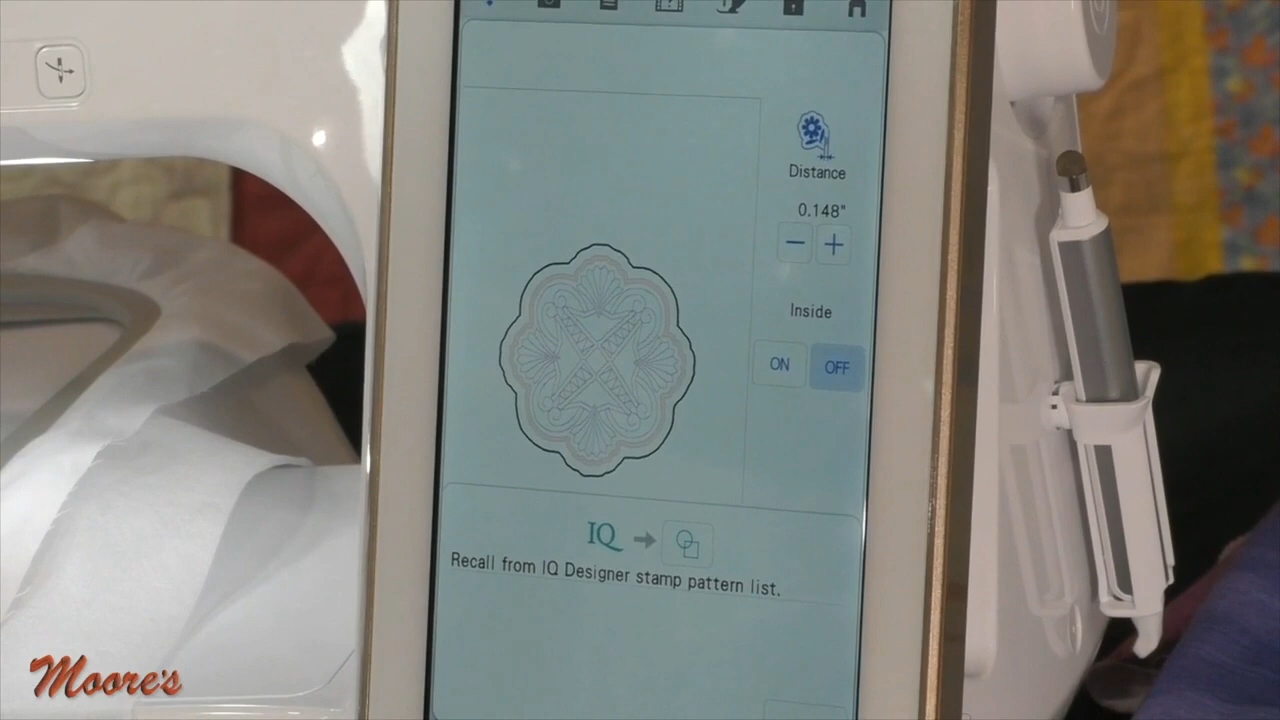 Distance
0.148"
Inside
ON OFF
IQ
Recall from IQ Designer stamp pattern list.
Moore's